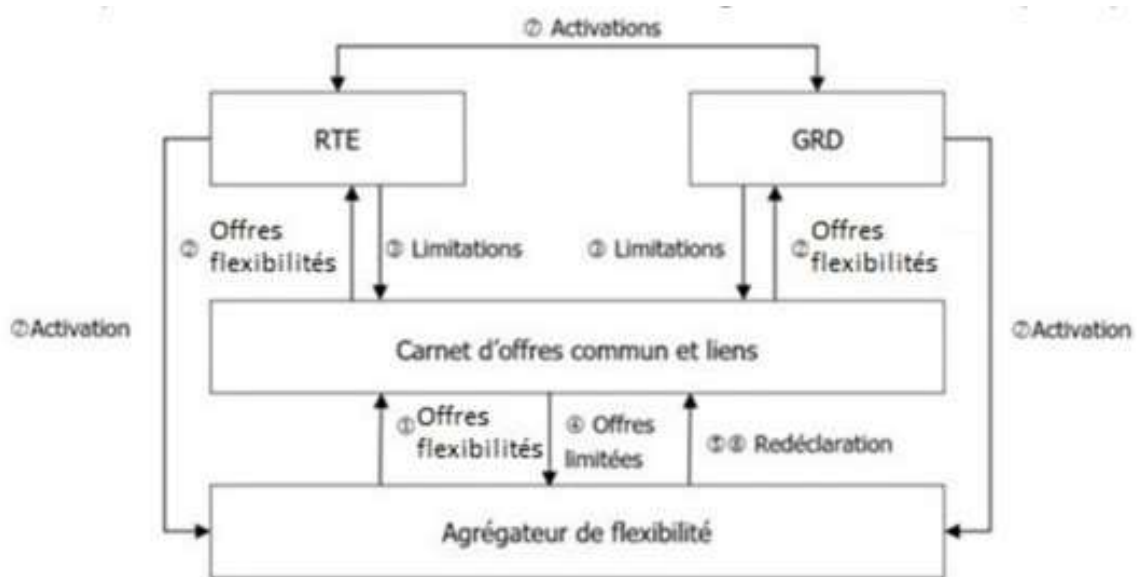 ⑦ Activations
RTE
GRD
② Offres
flexibilités
③ Limitations
③ Limitations
② Offres
flexibilités
⑦Activation
⑦Activation
Carnet d'offres commun et liens
① Offres
flexibilités
④ Offres
limitées
Redéclaration
Agrégateur de flexibilité